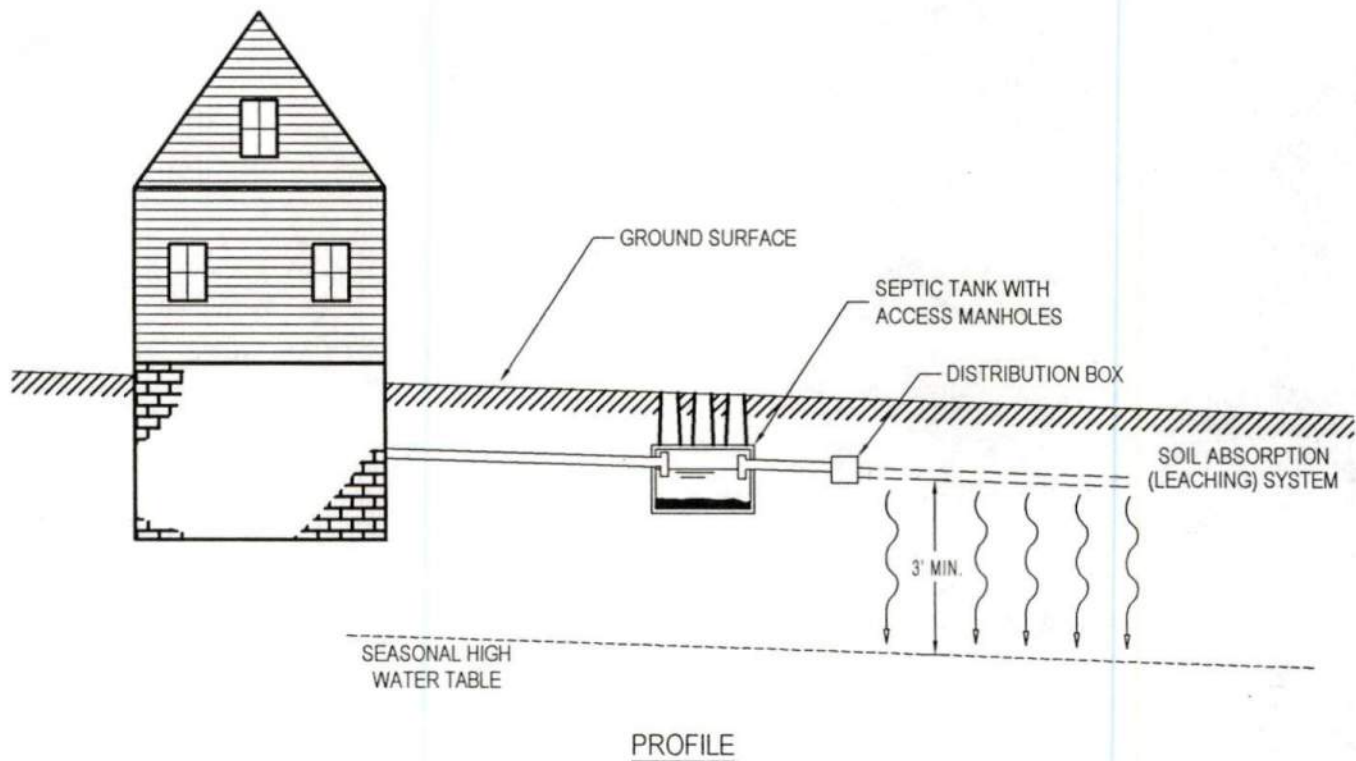 GROUND SURFACE
SEPTIC TANK WITH
ACCESS MANHOLES
DISTRIBUTION BOX
SOIL ABSORPTION
(LEACHING) SYSTEM
3' MIN.
SEASONAL HIGH
WATER TABLE
PROFILE